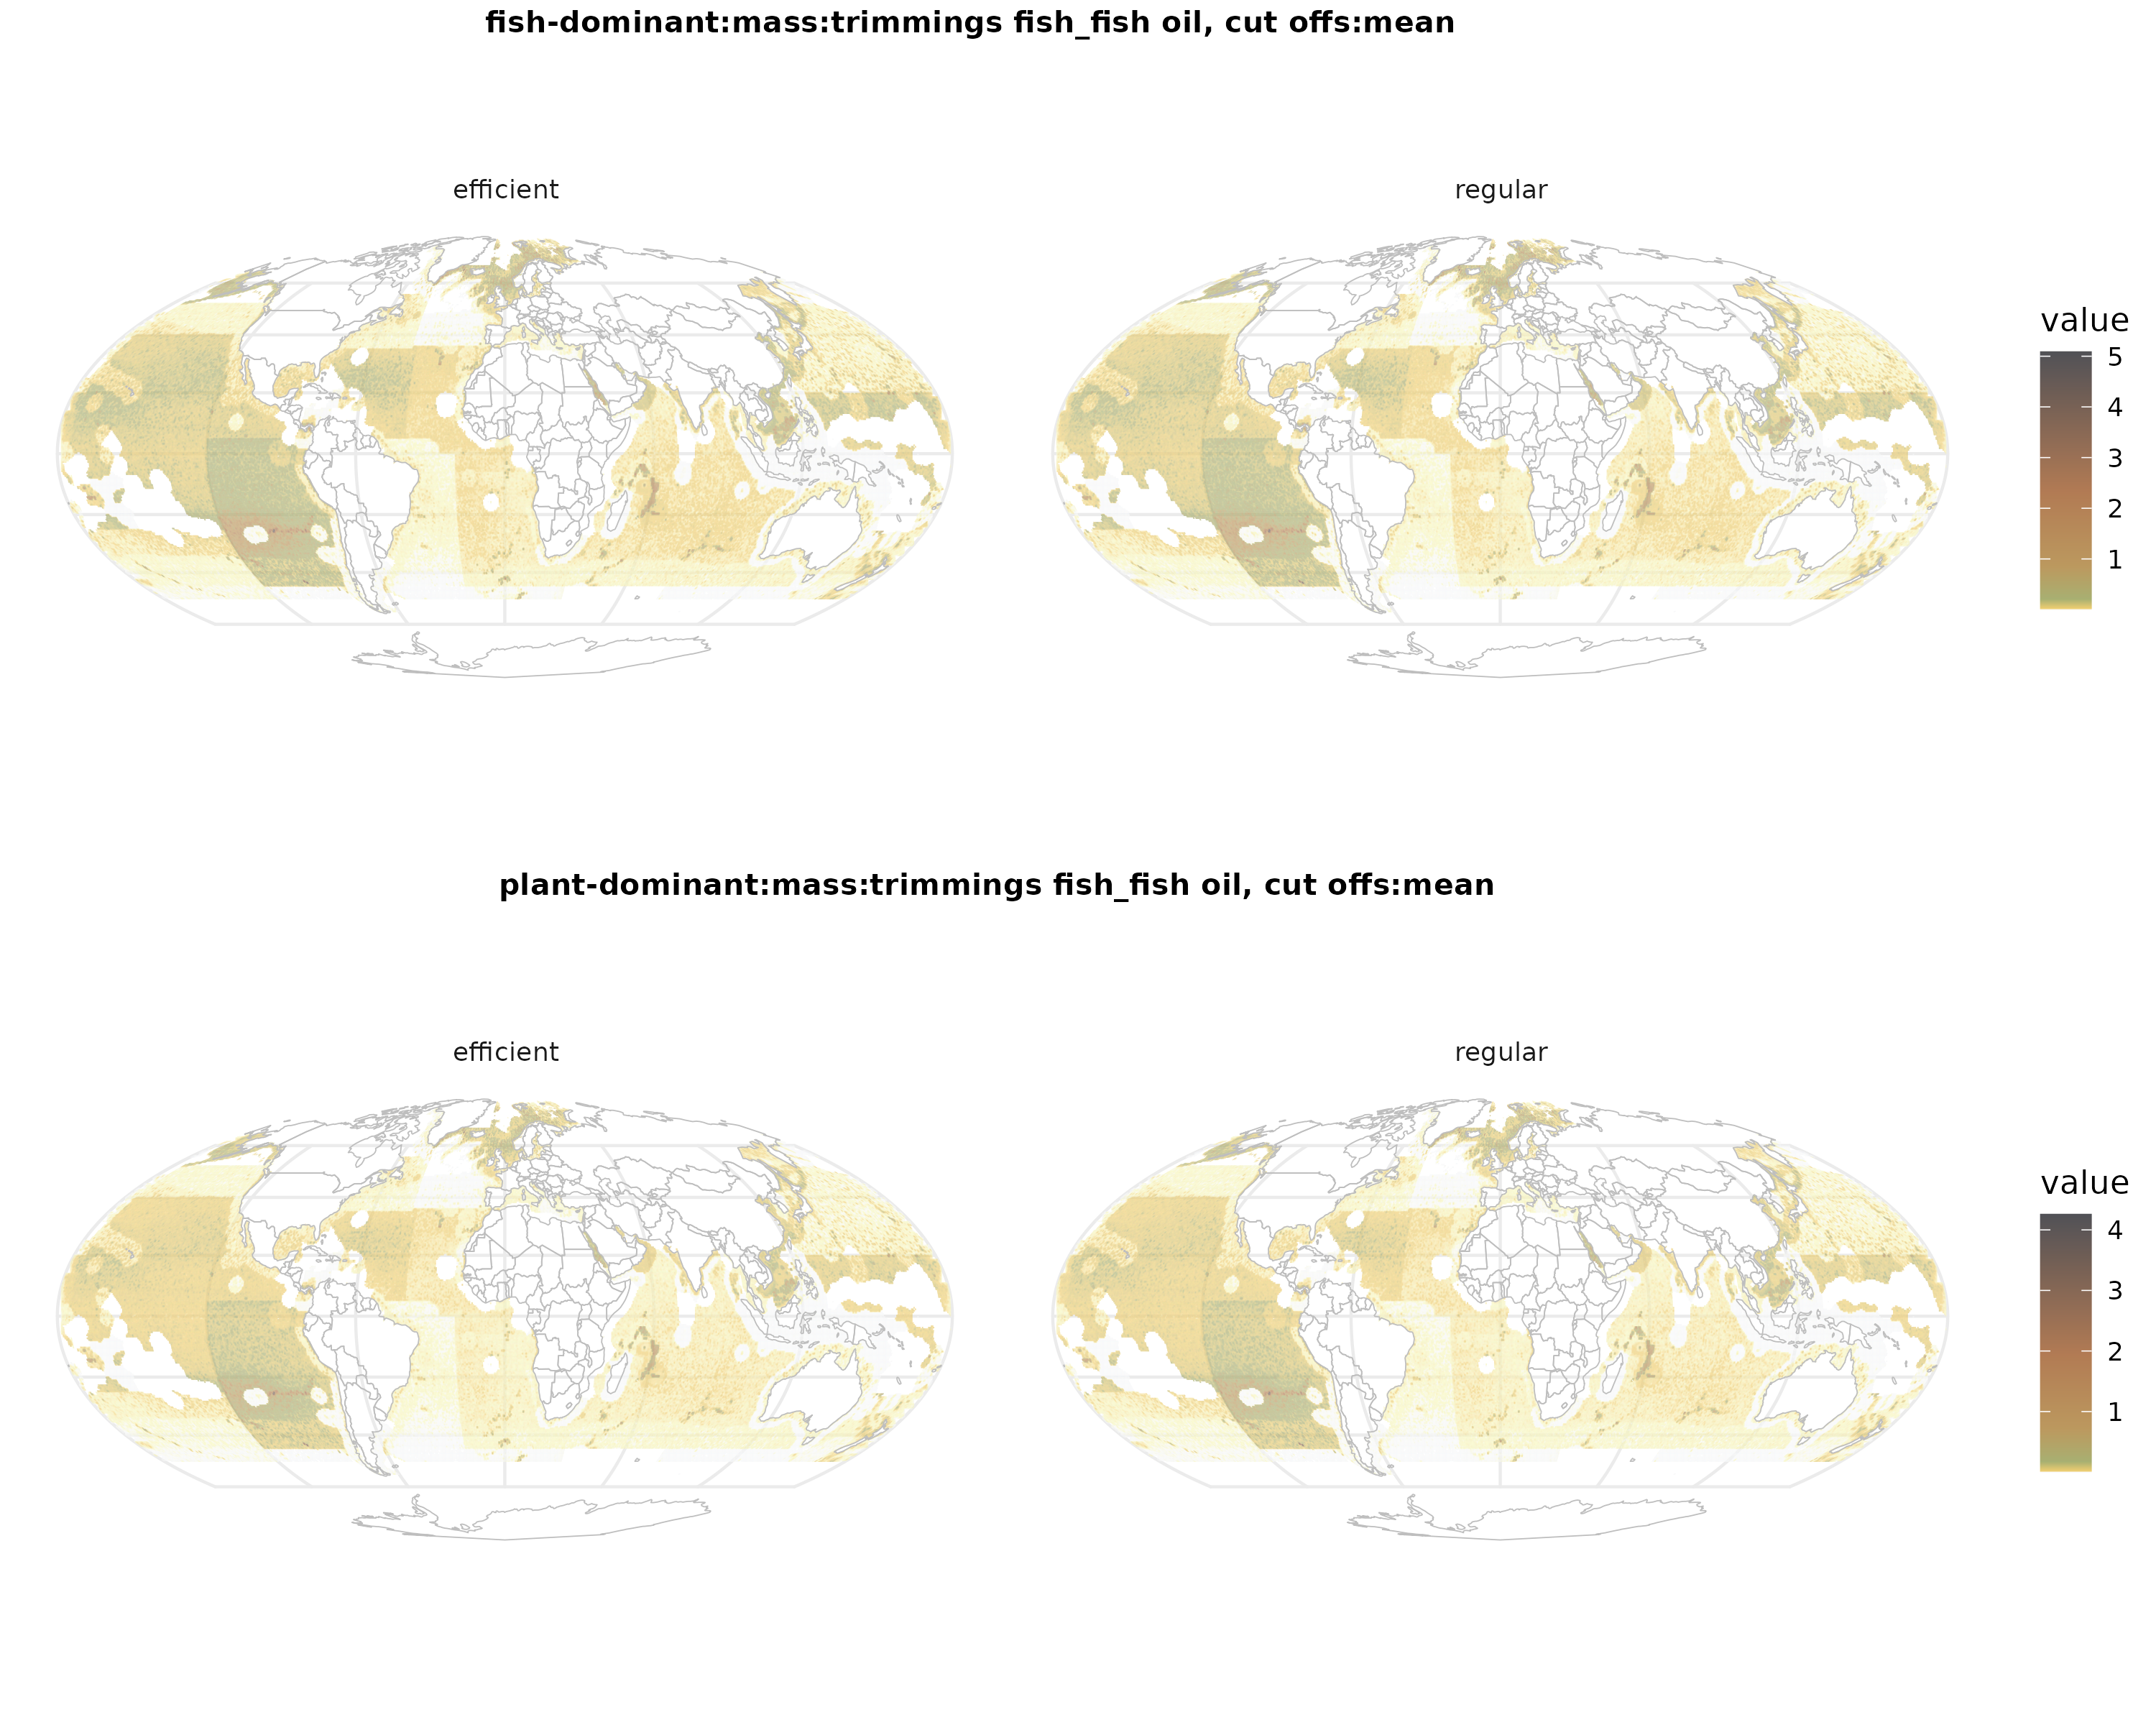 fish-dominant:mass:trimmings fish_fish oil, cut offs:mean
efficient
regular
value
5
4
3
2
1
plant-dominant:mass:trimmings fish_fish oil, cut offs:mean
efficient
regular
value
4
3
2
1